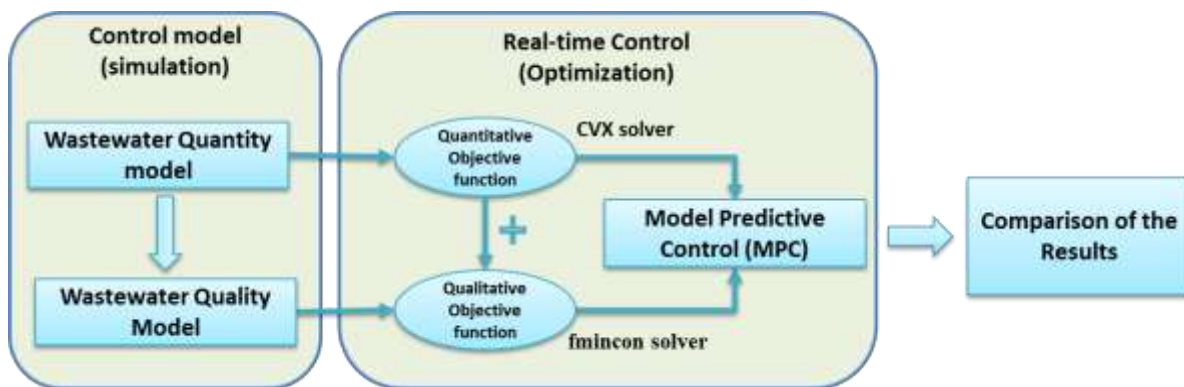 Control model
(simulation)
Wastewater Quantity
model
Wastewater Quality
Model
Real-time Control
(Optimization)
Quantitative
Objective
function
CVX solver
+
Model Predictive
Control (MPC)
Qualitative
Objective
function
fmincon solver
Comparison of the
Results